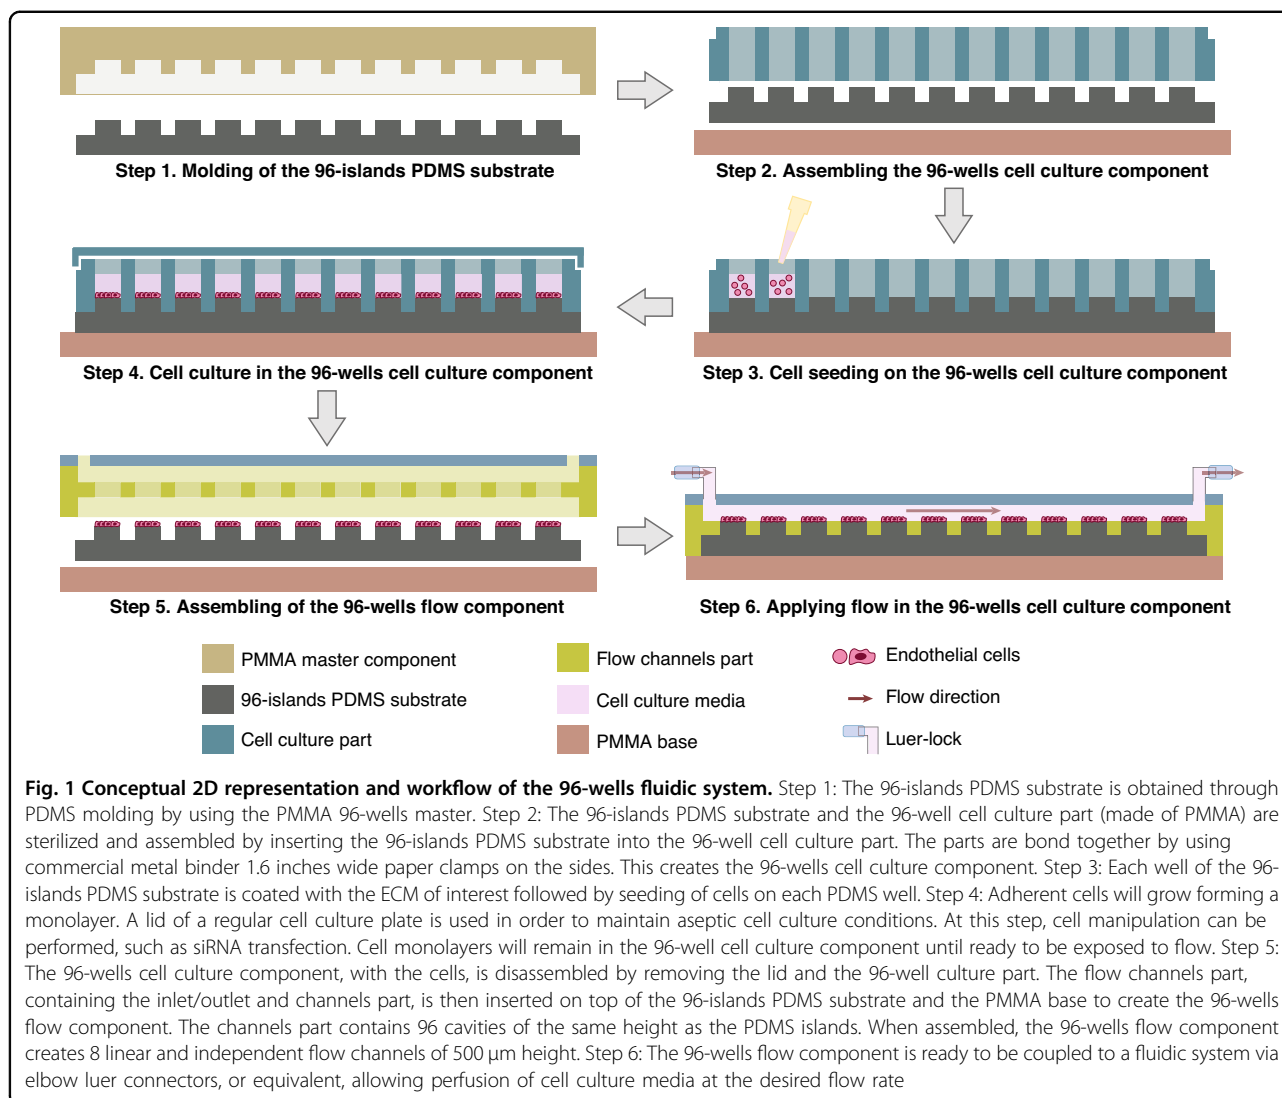 Step 1. Molding of the 96-islands PDMS substrate
Step 2. Assembling the 96-wells cell culture component
Step 4. Cell culture in the 96-wells cell culture component
Step 3. Cell seeding on the 96-wells cell culture component
Step 5. Assembling of the 96-wells flow component
Step 6. Applying flow in the 96-wells cell culture component
PMMA master component
96-islands PDMS substrate
Cell culture part
Flow channels part
Cell culture media
PMMA base
Endothelial cells
Flow direction
Luer-lock
Fig. 1 Conceptual 2D representation and workflow of the 96-wells fluidic system. Step 1: The 96-islands PDMS substrate is obtained through
PDMS molding by using the PMMA 96-wells master. Step 2: The 96-islands PDMS substrate and the 96-well cell culture part (made of PMMA) are
sterilized and assembled by inserting the 96-islands PDMS substrate into the 96-well cell culture part. The parts are bond together by using
commercial metal binder 1.6 inches wide paper clamps on the sides. This creates the 96-wells cell culture component. Step 3: Each well of the 96-
islands PDMS substrate is coated with the ECM of interest followed by seeding of cells on each PDMS well. Step 4: Adherent cells will grow forming a
monolayer. A lid of a regular cell culture plate is used in order to maintain aseptic cell culture conditions. At this step, cell manipulation can be
performed, such as siRNA transfection. Cell monolayers will remain in the 96-well cell culture component until ready to be exposed to flow. Step 5:
The 96-wells cell culture component, with the cells, is disassembled by removing the lid and the 96-well culture part. The flow channels part,
containing the inlet/outlet and channels part, is then inserted on top of the 96-islands PDMS substrate and the PMMA base to create the 96-wells
flow component. The channels part contains 96 cavities of the same height as the PDMS islands. When assembled, the 96-wells flow component
creates 8 linear and independent flow channels of 500 µm height. Step 6: The 96-wells flow component is ready to be coupled to a fluidic system via
elbow luer connectors, or equivalent, allowing perfusion of cell culture media at the desired flow rate